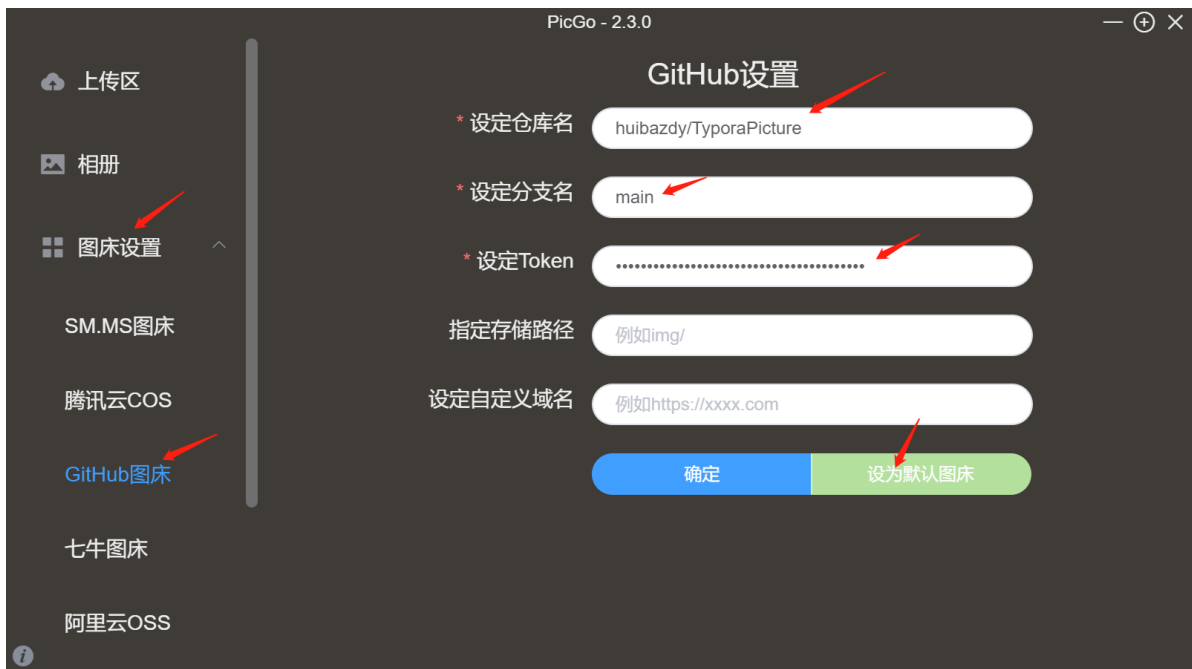 PicGo - 2.3.0
上传区
相册
图床设置
SM.MS图床
腾讯云COS
GitHub图床
七牛图床
阿里云OSS
GitHub设置
* 设定仓库名
huibazdy/TyporaPicture
* 设定分支名
main
* 设定Token
••••••••••••••••••••••••••••••••••••••••
指定存储路径
例如img/
设定自定义域名
例如https://xxxx.com
确定
设为默认图床